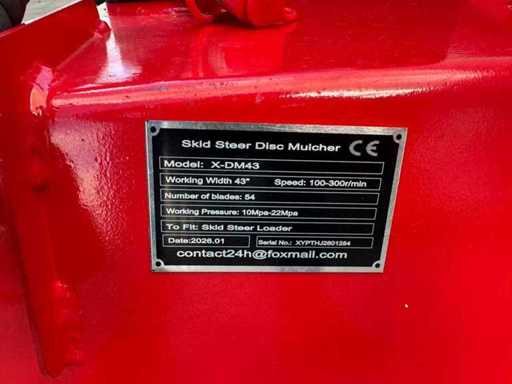 Skid Steer Disc Mulcher CE
Model: X-DM43
Working Width 43" Speed: 100-300r/min
Number of blades: 54
Working Pressure: 10Mpa-22Mpa
To Fit: Skid Steer Loader
Date:2026.01 Serial No.: XYPTHJ2601284
contact24h@foxmail.com